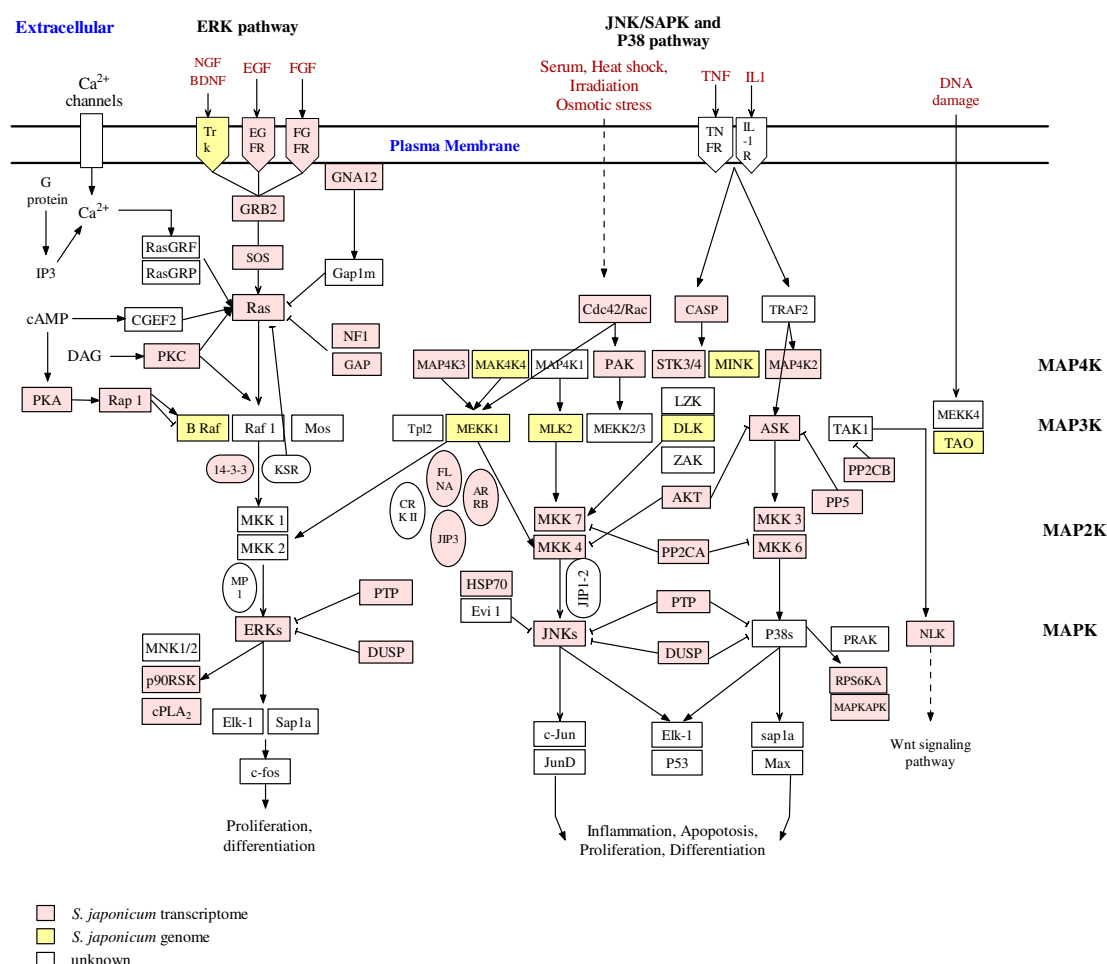 Extracellular
ERK pathway
JNK/SAPK and
P38 pathway
NGF
BDNF
EGF
FGF
Serum, Heat shock,
Irradiation
Osmotic stress
TNF
IL1
DNA
damage
Ca2+
channels
Tr
k
EG
FR
FG
FR
Plasma Membrane
TN
FR
IL
-1
R
G
protein
Ca2+
IP3
GNA12
GRB2
RasGRF
RasGRP
SOS
Gap1m
cAMP
CGEF2
Ras
NF1
GAP
DAG
PKC
PKA
Rap 1
Cdc42/Rac
CASP
TRAF2
MAP4K3
MAK4K4
MAP4K1
PAK
STK3/4
MINK
MAP4K2
MAP4K
B Raf
Raf 1
Mos
Tpl2
MEKK1
MLK2
MEKK2/3
LZK
DLK
ZAK
ASK
TAK1
MEKK4
TAO
MAP3K
14-3-3
KSR
CR
K II
FL
NA
AR
RB
JIP3
AKT
PP2CB
PP5
MKK 1
MKK 2
MKK 7
MKK 4
PP2CA
MKK 3
MKK 6
MAP2K
MP
1
JIP1-2
HSP70
Evi 1
PTP
DUSP
ERKs
JNKs
PTP
DUSP
P38s
PRAK
NLK
MAPK
MNK1/2
p90RSK
cPLA2
RPS6KA
MAPKAPK
Elk-1
Sap1a
c-fos
c-Jun
JunD
Elk-1
P53
sap1a
Max
Wnt signaling
pathway
Proliferation,
differentiation
Inflammation, Apopotosis,
Proliferation, Differentiation
S. japonicum transcriptome
S. japonicum genome
unknown